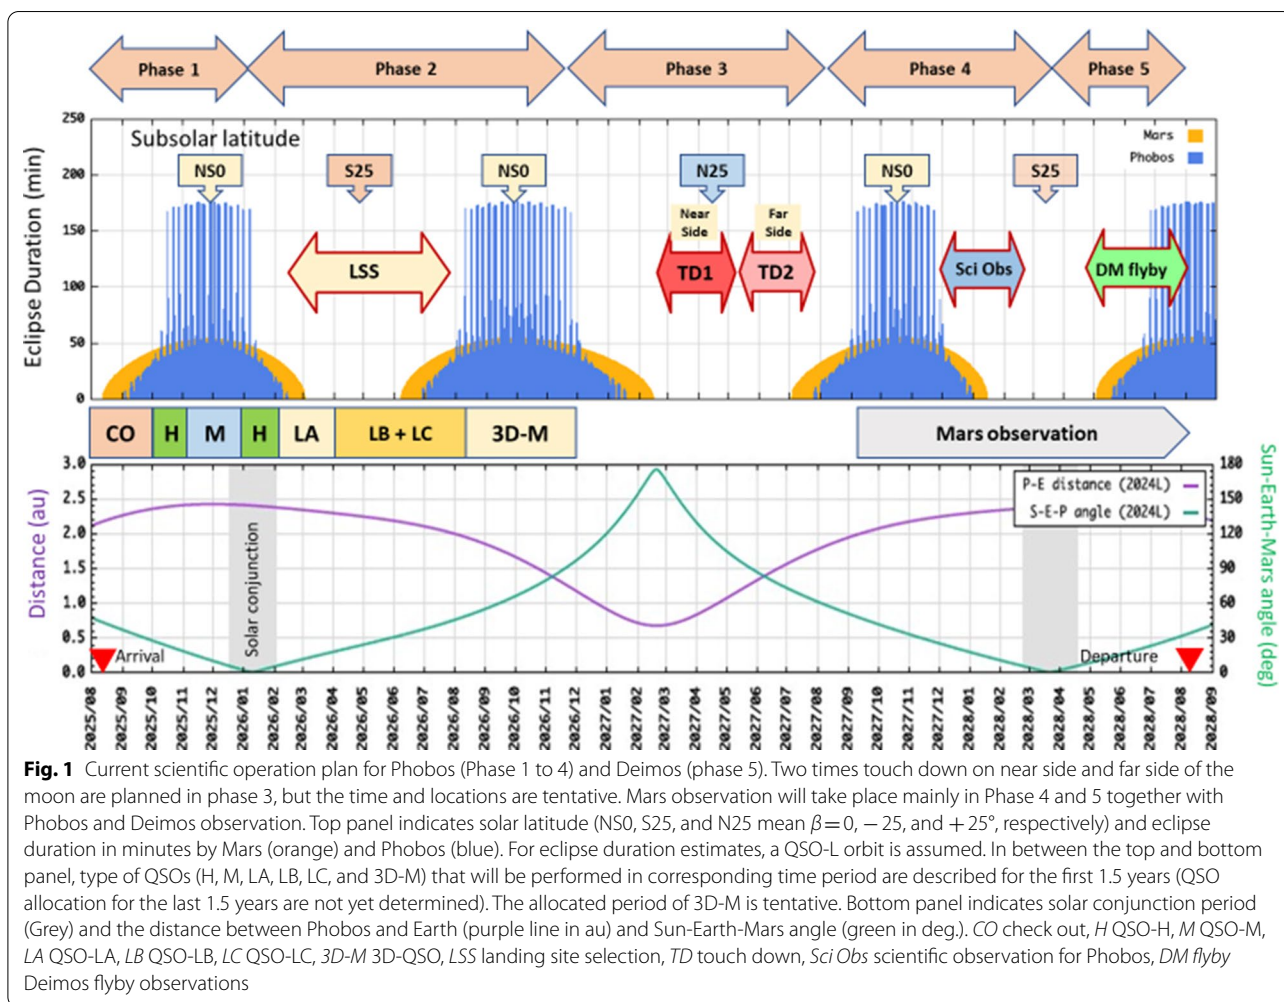 Phase 1
Phase 2
Phase 3
Phase 4
Phase 5
Eclipse Duration (min)
250
200
150
100
50
0
Subsolar latitude
Mars
Phobos
NS0
S25
NS0
N25
NS0
S25
Near
Side
Far
Side
LSS
TD1
TD2
Sci Obs
DM flyby
CO
H
M
H
LA
LB + LC
3D-M
Mars observation
Distance (au)
3.0
2.5
2.0
1.5
1.0
0.5
0.0
Solar conjunction
P-E distance (2024L)
S-E-P angle (2024L)
Arrival
Departure
180
150
120
90
60
30
0
Sun-Earth-Mars
angle (deg)
2025/08
2025/09
2025/10
2025/11
2025/12
2026/01
2026/02
2026/03
2026/04
2026/05
2026/06
2026/07
2026/08
2026/09
2026/10
2026/11
2026/12
2027/01
2027/02
2027/03
2027/04
2027/05
2027/06
2027/07
2027/08
2027/09
2027/10
2027/11
2027/12
2028/01
2028/02
2028/03
2028/04
2028/05
2028/06
2028/07
2028/08
2028/09
Fig. 1 Current scientific operation plan for Phobos (Phase 1 to 4) and Deimos (phase 5). Two times touch down on near side and far side of the
moon are planned in phase 3, but the time and locations are tentative. Mars observation will take place mainly in Phase 4 and 5 together with
Phobos and Deimos observation. Top panel indicates solar latitude (NS0, S25, and N25 mean β=0, −25, and +25°, respectively) and eclipse
duration in minutes by Mars (orange) and Phobos (blue). For eclipse duration estimates, a QSO-L orbit is assumed. In between the top and bottom
panel, type of QSOs (H, M, LA, LB, LC, and 3D-M) that will be performed in corresponding time period are described for the first 1.5 years (QSO
allocation for the last 1.5 years are not yet determined). The allocated period of 3D-M is tentative. Bottom panel indicates solar conjunction period
(Grey) and the distance between Phobos and Earth (purple line in au) and Sun-Earth-Mars angle (green in deg.). CO check out, H QSO-H, M QSO-M,
LA QSO-LA, LB QSO-LB, LC QSO-LC, 3D-M 3D-QSO, LSS landing site selection, TD touch down, Sci Obs scientific observation for Phobos, DM flyby
Deimos flyby observations